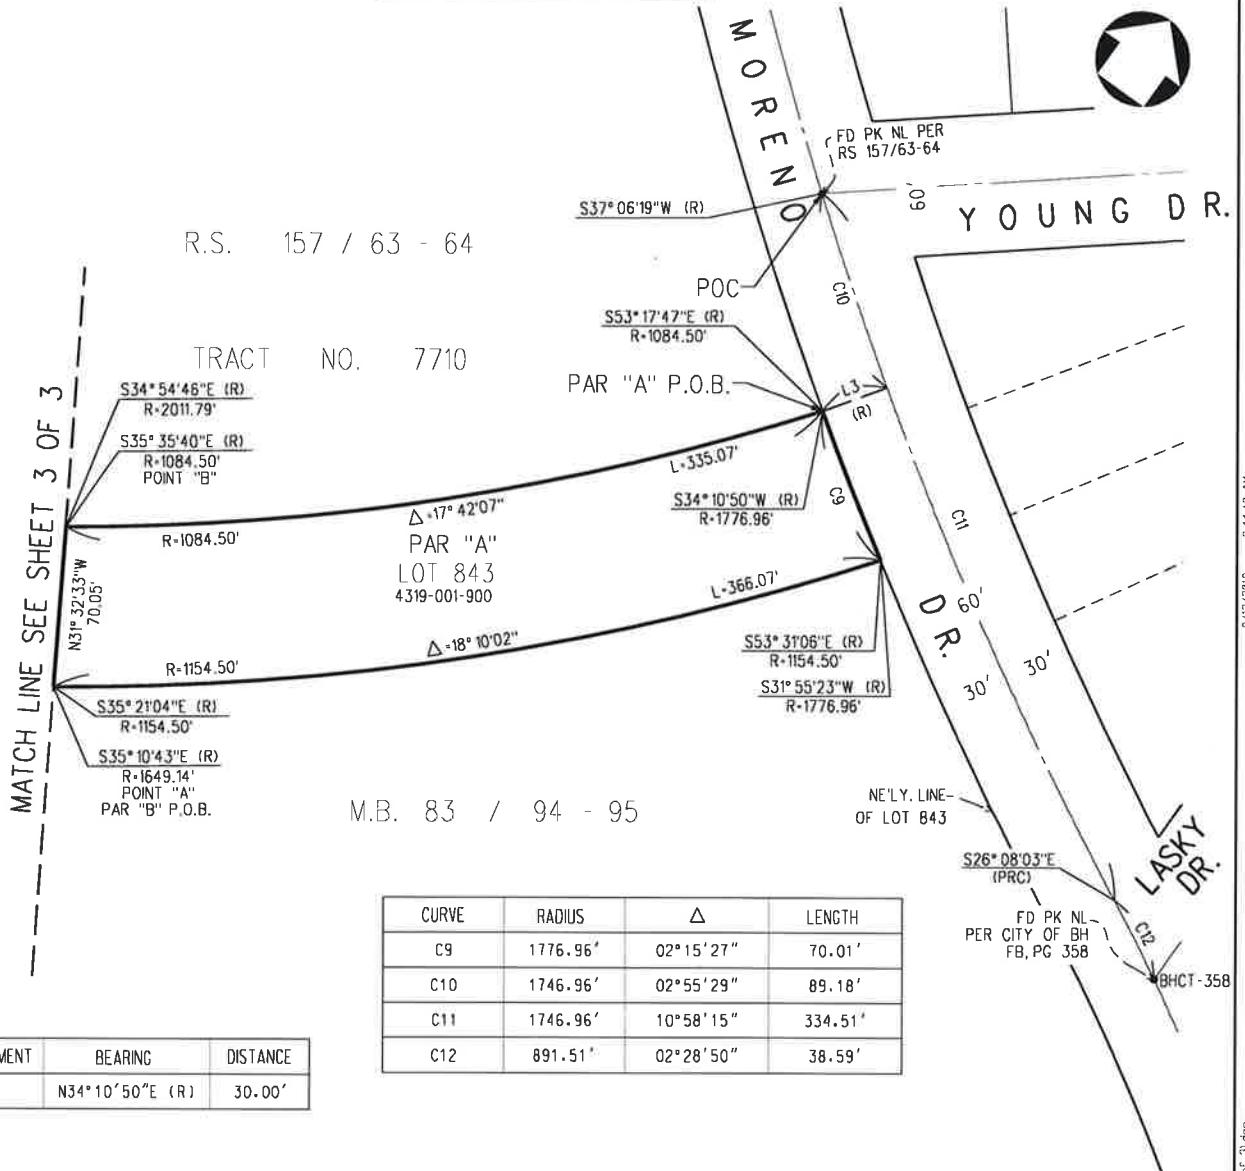 MORENO
FD PK NL PER
RS 157/63-64
S37°06'19"W (R)
60'
YOUNG DR.
R.S. 157 / 63 - 64
POC
C10
S53°17'47"E (R)
R=1084.50'
TRACT NO. 7710
PAR "A" P.O.B.
L3
(R)
S34°54'46"E (R)
R=2011.79'
S35°35'40"E (R)
R=1084.50'
POINT "B"
MATCH LINE SEE SHEET 3 OF 3
L=335.07'
S34°10'50"W (R)
R=1776.96'
C9
C11
Δ=17°42'07"
R=1084.50'
PAR "A"
LOT 843
4319-001-900
N31°32'33"W
70.05'
L=366.07'
DR.
60'
30'
30'
Δ=18°10'02"
R=1154.50'
S53°31'06"E (R)
R=1154.50'
S31°55'23"W (R)
R=1776.96'
S35°21'04"E (R)
R=1154.50'
S35°10'43"E (R)
R=1649.14'
POINT "A"
PAR "B" P.O.B.
M.B. 83 / 94 - 95
NE'LY. LINE
OF LOT 843
S26°08'03"E
(PRC)
LASKY
DR.
FD PK NL
PER CITY OF BH
FB, PG 358
C12
BHCT-358
CURVE RADIUS Δ LENGTH
C9 1776.96' 02°15'27" 70.01'
C10 1746.96' 02°55'29" 89.18'
C11 1746.96' 10°58'15" 334.51'
C12 891.51' 02°28'50" 38.59'
MENT BEARING DISTANCE
N34°10'50"E (R) 30.00'